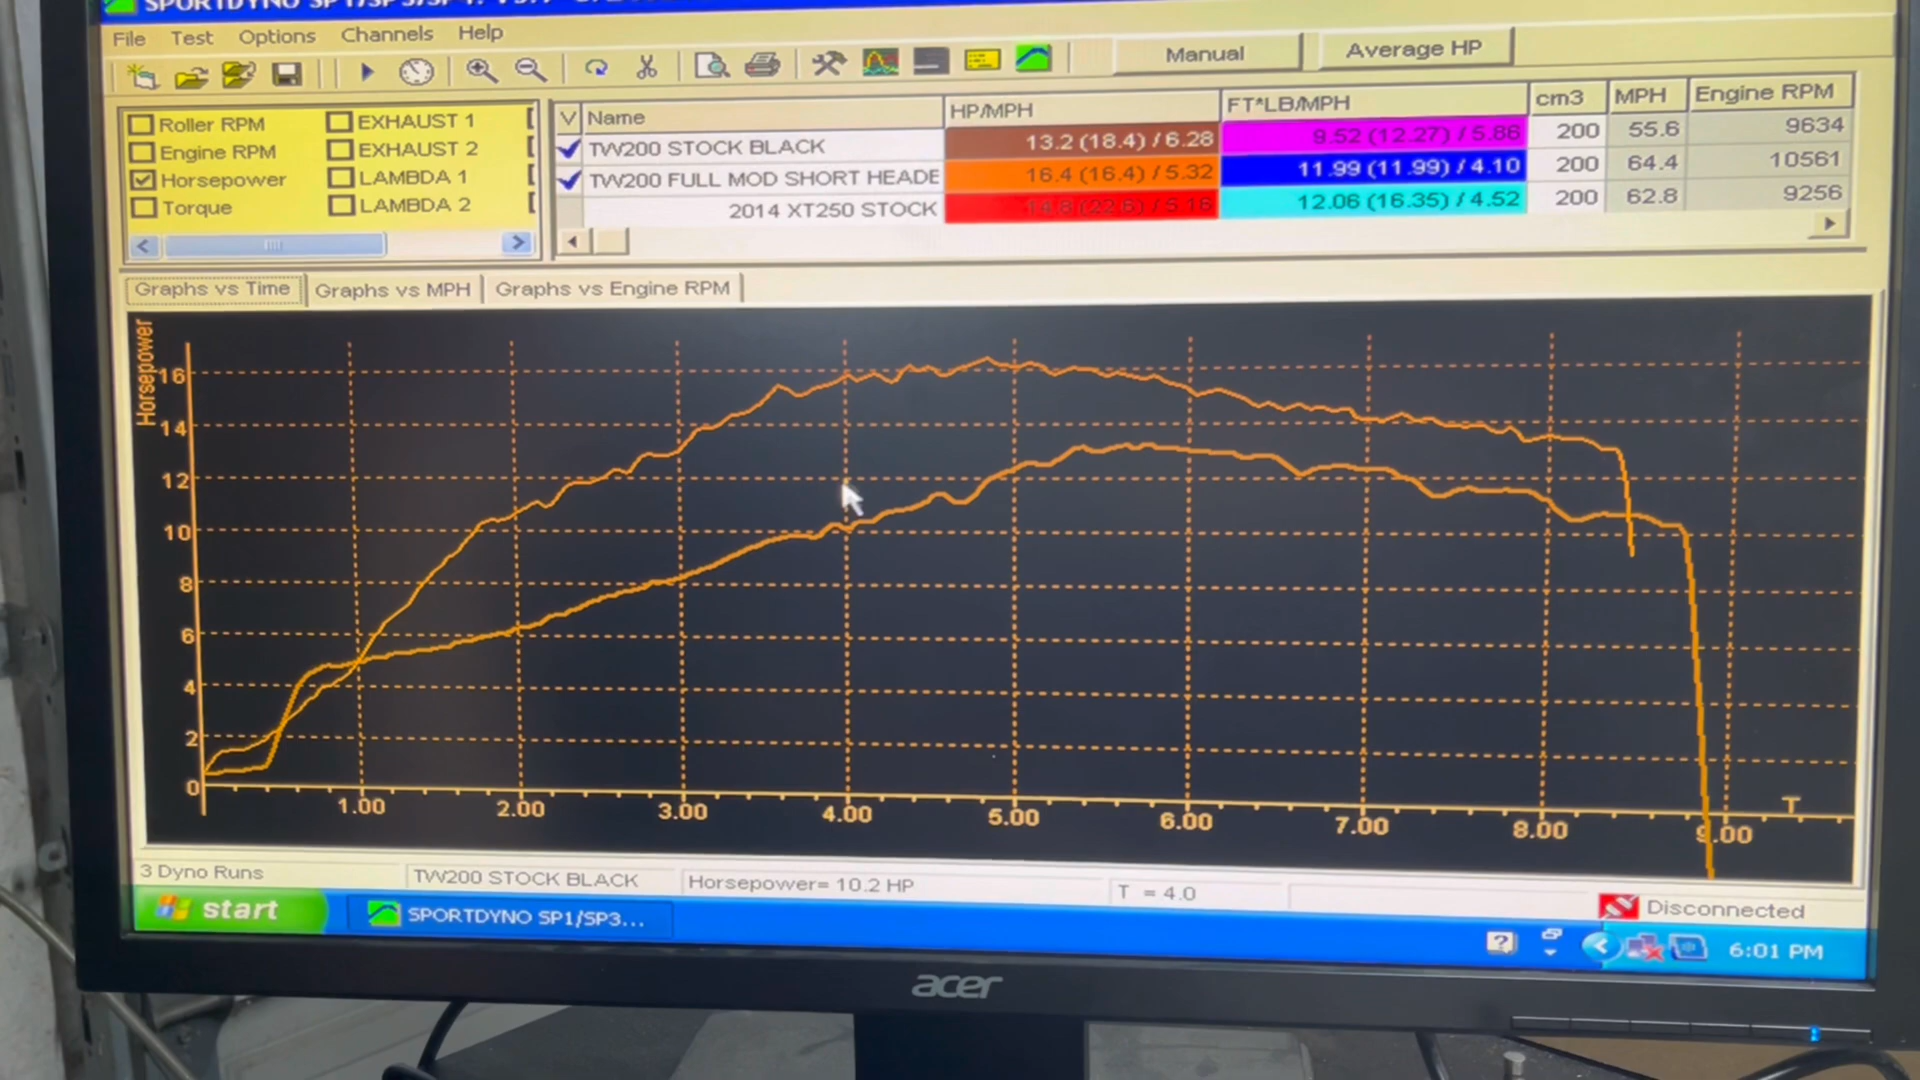 File Test Options Channels Help
Manual Average HP
Roller RPM EXHAUST 1
Engine RPM EXHAUST 2
Horsepower LAMBDA 1
Torque LAMBDA 2
V Name HP/MPH FT*LB/MPH cm3 MPH Engine RPM
TW200 STOCK BLACK 13.2 (18.4) / 6.28 9.52 (12.27) / 5.86 200 55.6 9634
TW200 FULL MOD SHORT HEADE 16.4 (16.4) / 5.32 11.99 (11.99) / 4.10 200 64.4 10561
2014 XT250 STOCK 12.06 (16.35) / 4.52 200 62.8 9256
Graphs vs Time Graphs vs MPH Graphs vs Engine RPM
Horsepower
16
14
12
10
8
6
4
2
0
1.00 2.00 3.00 4.00 5.00 6.00 7.00 8.00 9.00
T
3 Dyno Runs TW200 STOCK BLACK Horsepower= 10.2 HP T = 4.0 Disconnected
start SPORTDYNO SP1/SP3... 6:01 PM
acer